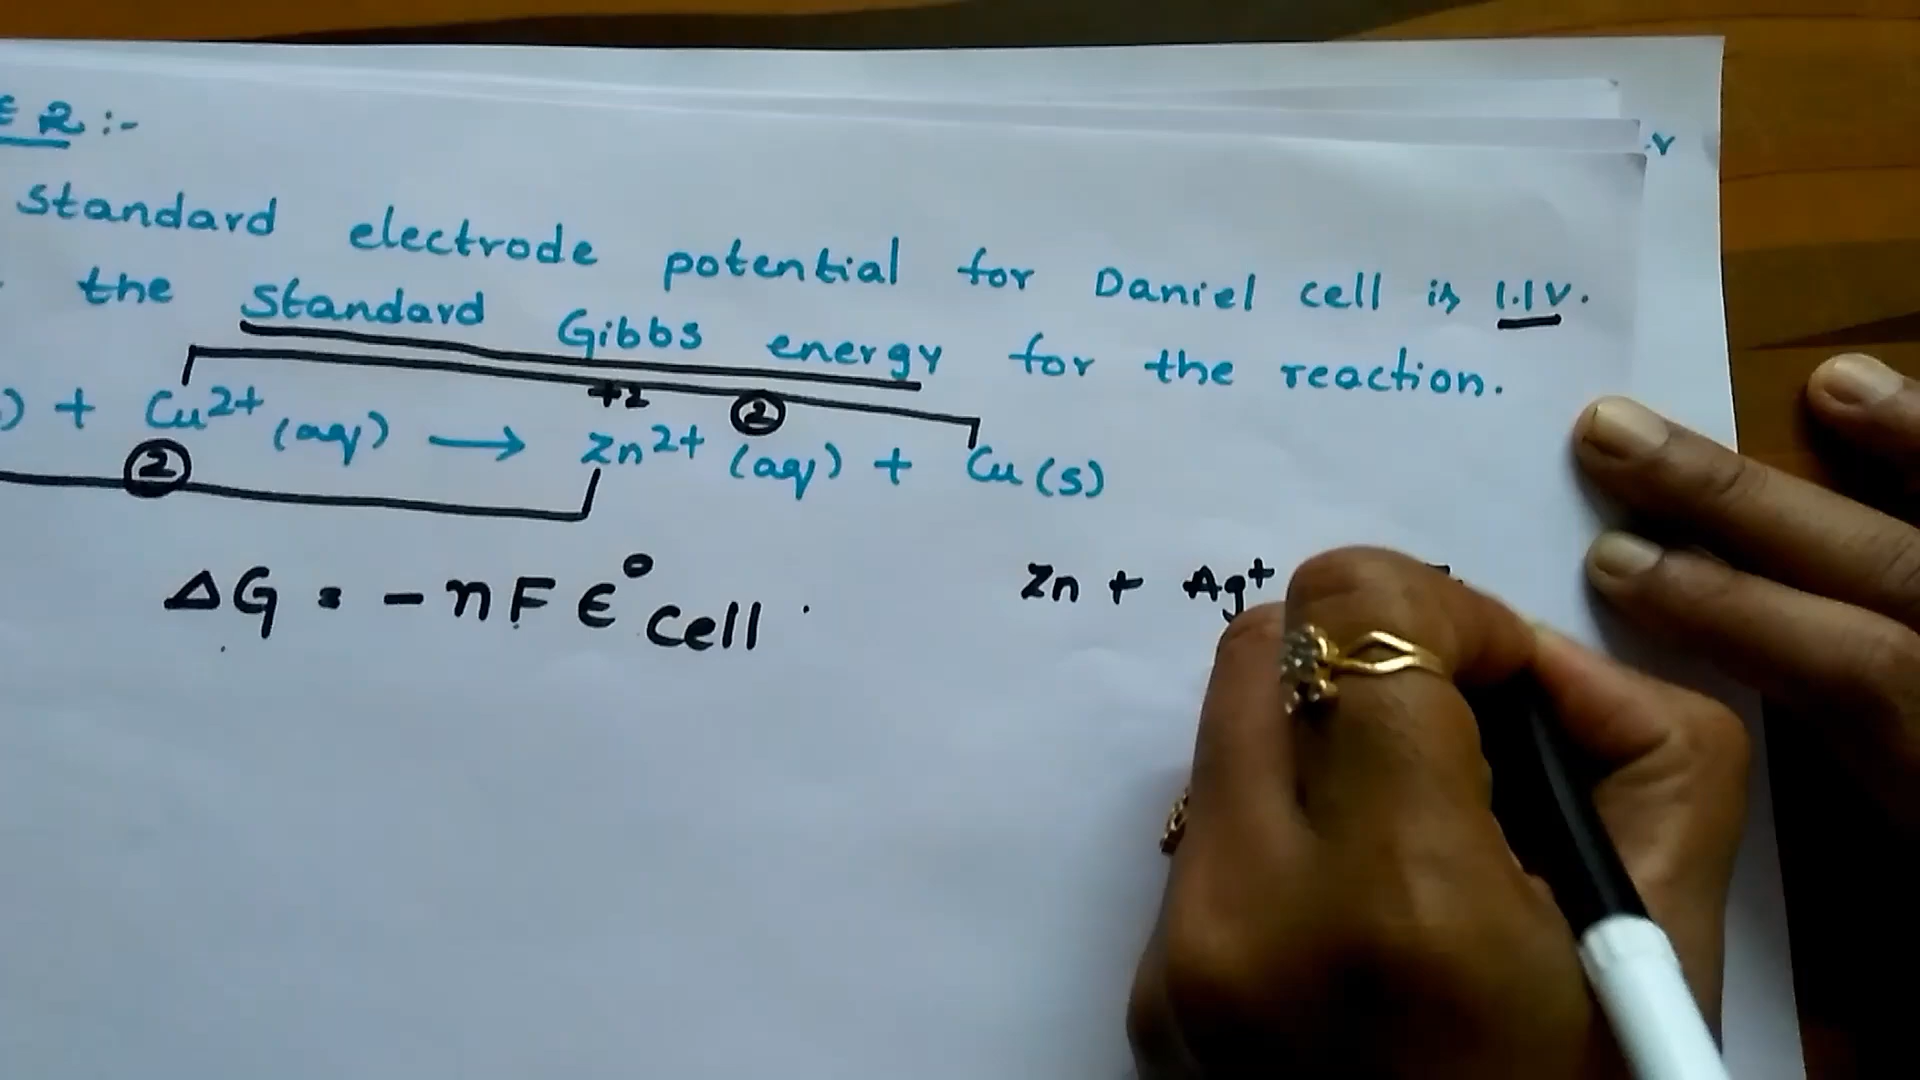 2 :-
standard electrode potential for Daniel cell is 1.1V.
the standard Gibbs energy for the reaction.
+2 2
) + Cu2+ (aq) → Zn2+ (aq) + Cu (s)
2
ΔG = -nFE°cell
Zn + Ag+
.V